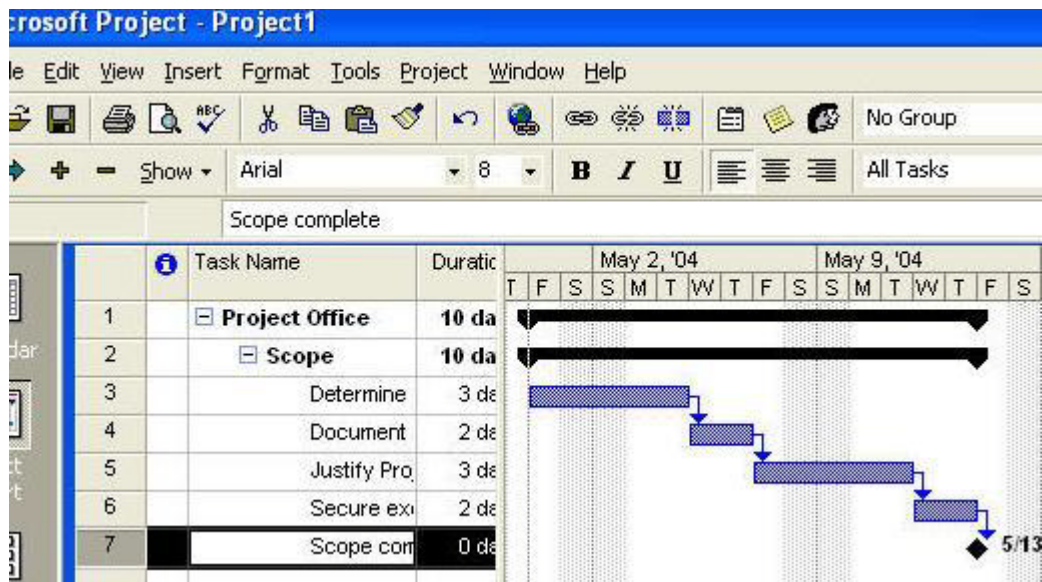 crosoft Project - Project1
le Edit View Insert Format Tools Project Window Help
ABC No Group
Show Arial 8 B I U All Tasks
Scope complete
Task Name Duratic May 2, '04 May 9, '04
T F S S M T W T F S S M T W T F S
1 Project Office 10 da
2 Scope 10 da
3 Determine 3 da
4 Document 2 da
5 Justify Pro 3 da
6 Secure ex 2 da
7 Scope com 0 da 5/13
dar